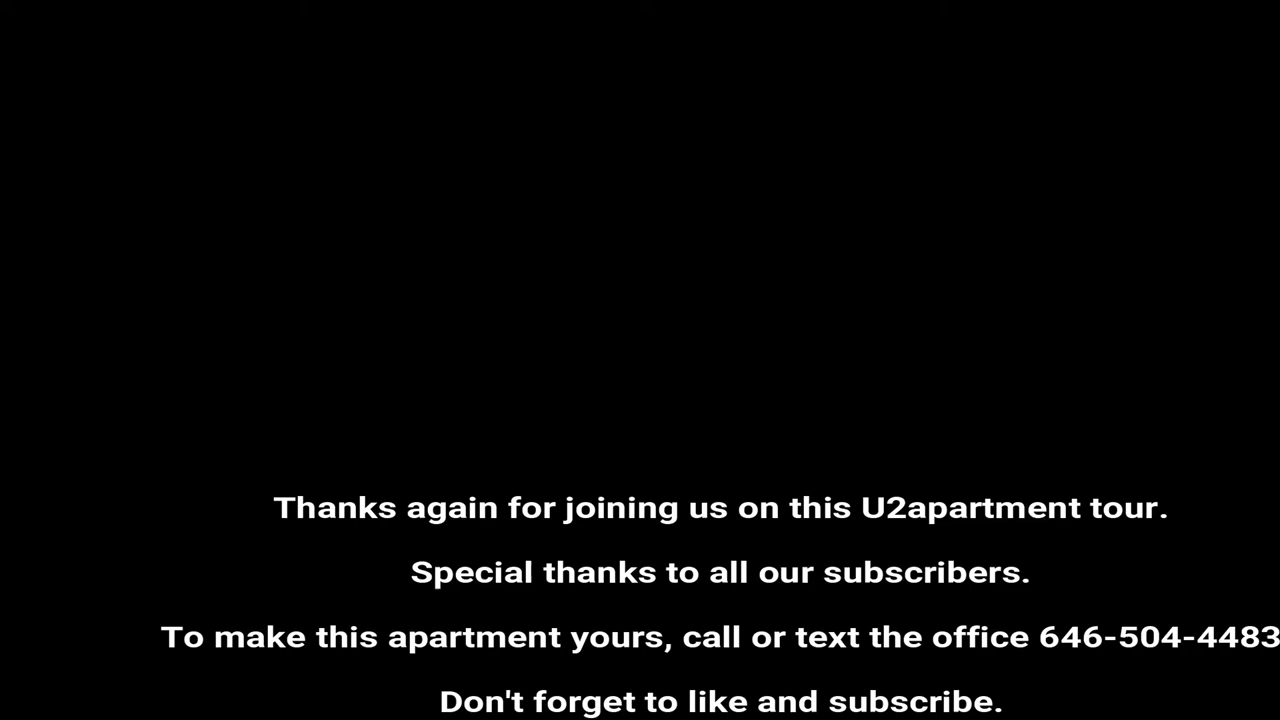 Thanks again for joining us on this U2apartment tour.
Special thanks to all our subscribers.
To make this apartment yours, call or text the office 646-504-4483
Don't forget to like and subscribe.